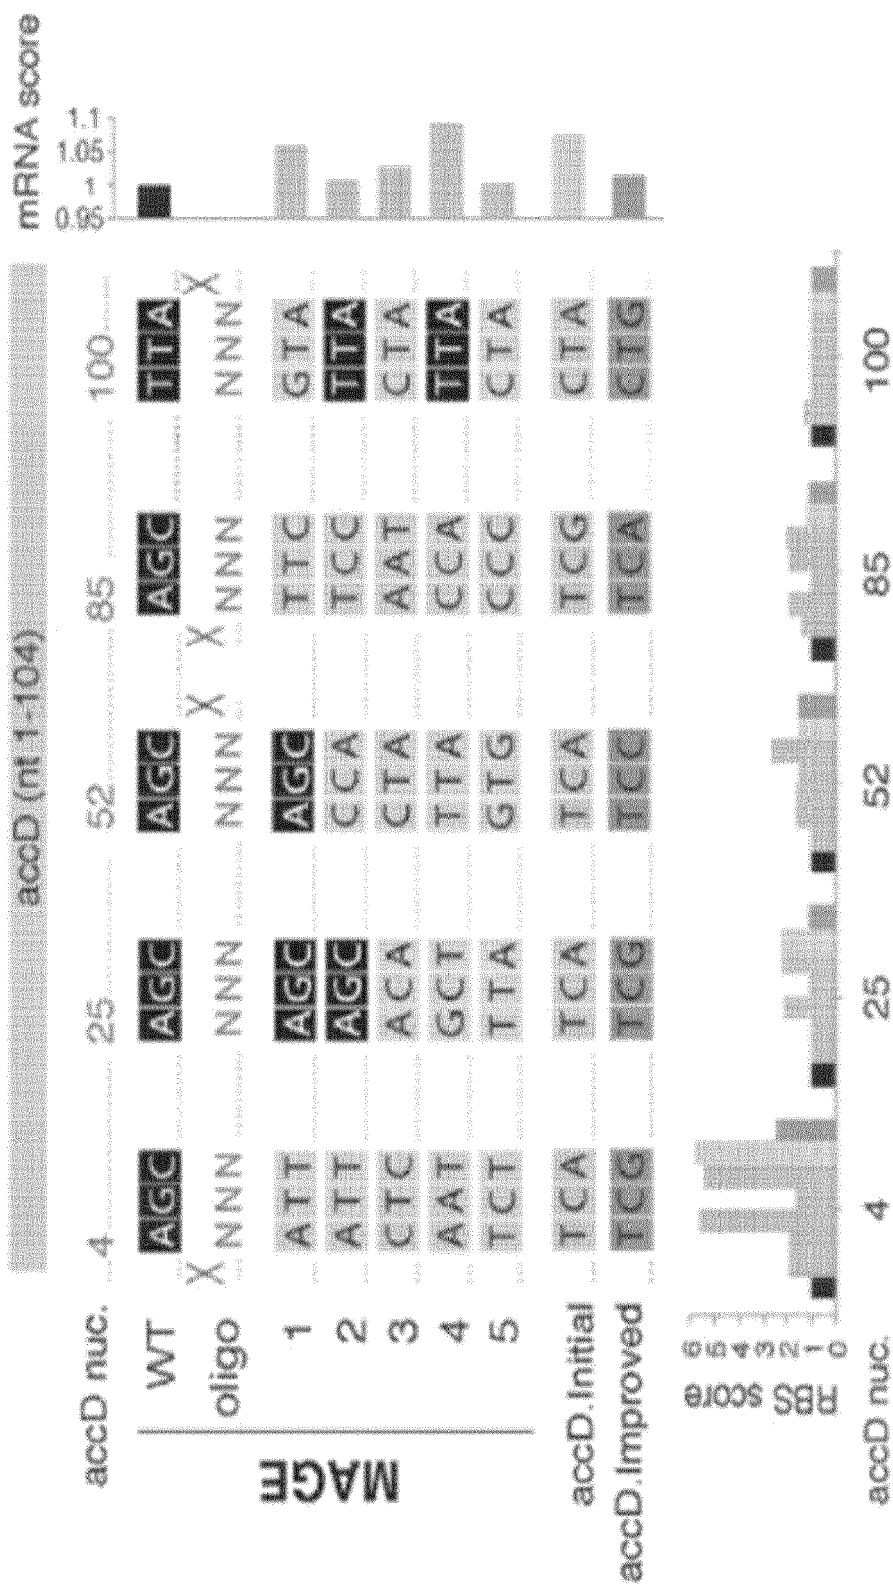 accD (nt 1-104)
mRNA score
accD nuc. 4 25 52 85 100
0.95 1 1.05 1.1
WT AGC AGC AGC AGC TTA
X X X X
oligo NNN NNN NNN NNN NNN
MAGE
1 ATT AGC AGC TTC GTA
2 ATT AGC CCA TCC TTA
3 CTC ACA CTA AAT CTA
4 AAT GCT TTA CCA TTA
5 TCT TTA GTG CCC CTA
accD.Initial TCA TCA TCA TCG CTA
accD.Improved TCG TCG TCC TCA CTG
RBS score
6
5
4
3
2
1
0
accD nuc. 4 25 52 85 100